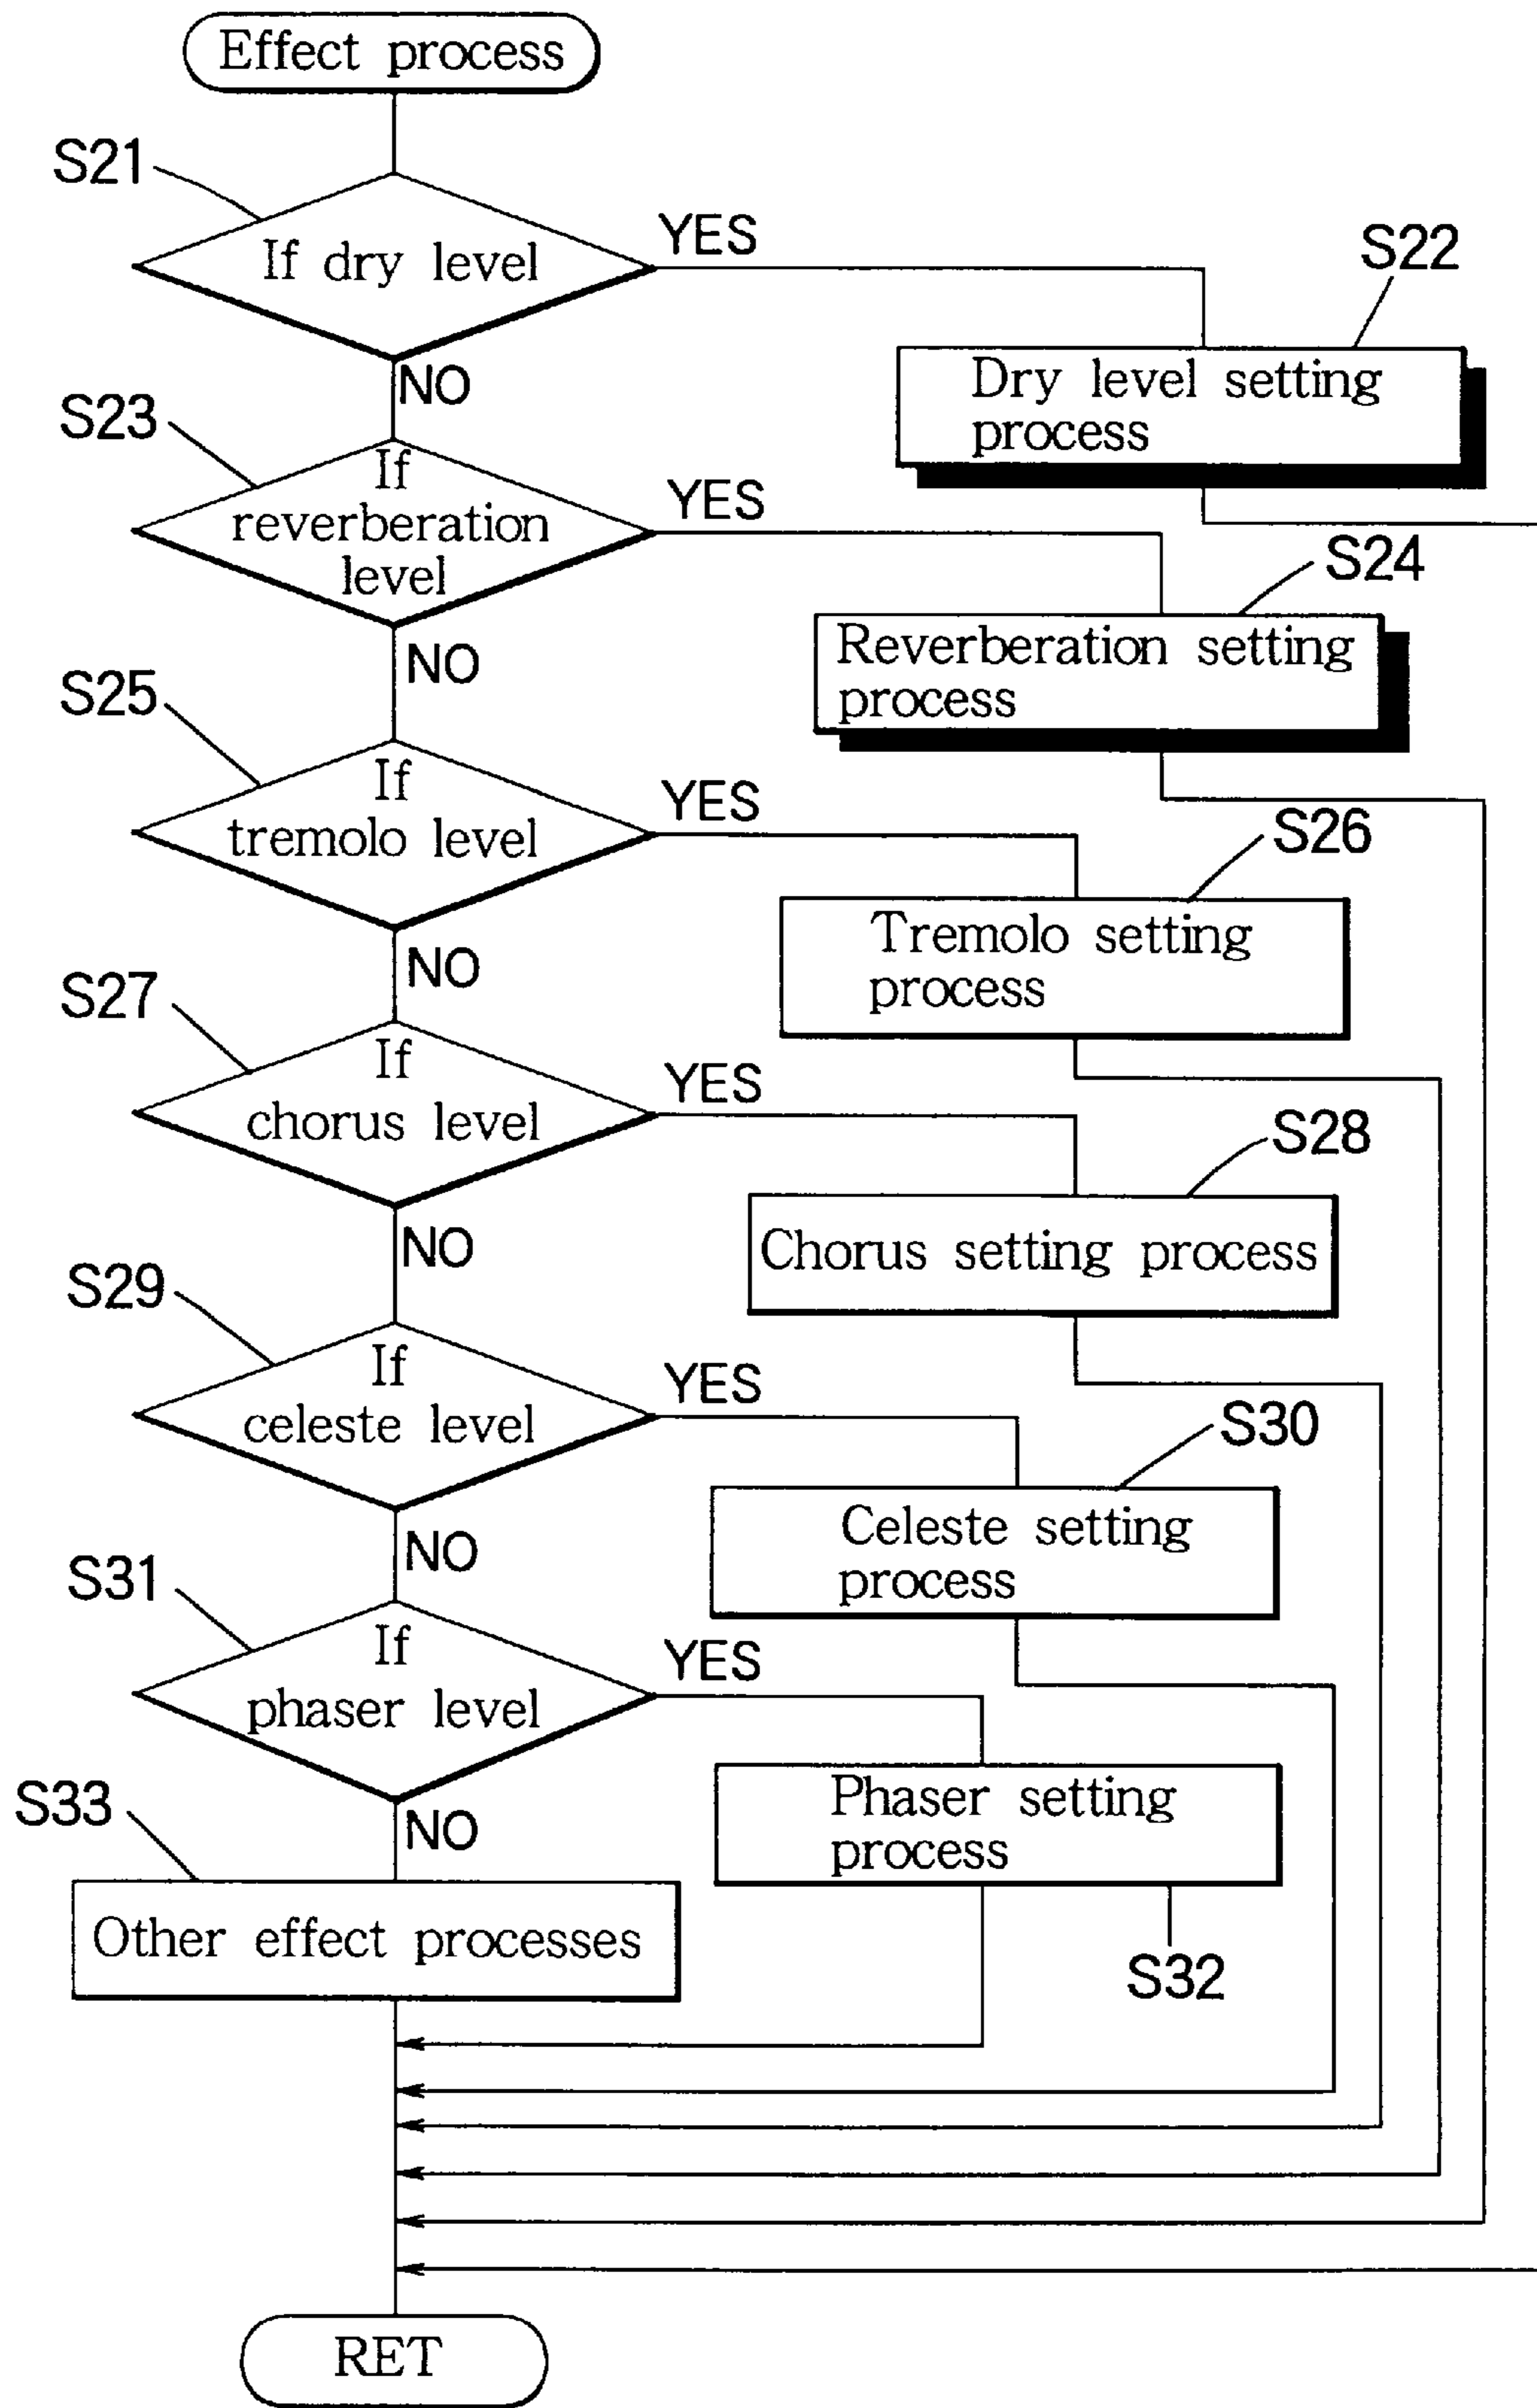 Effect process
S21
If dry level
YES
S22
Dry level setting
process
NO
S23
If
reverberation
level
YES
S24
Reverberation setting
process
NO
S25
If
tremolo level
YES
S26
Tremolo setting
process
NO
S27
If
chorus level
YES
S28
Chorus setting process
NO
S29
If
celeste level
YES
S30
Celeste setting
process
NO
S31
If
phaser level
YES
Phaser setting
process
S32
NO
S33
Other effect processes
RET